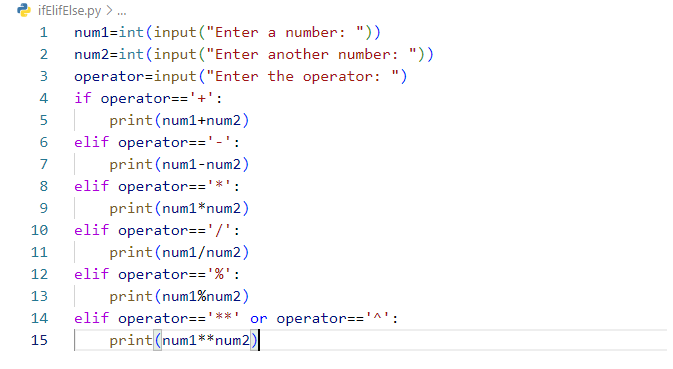 ifElifElse.py > ...
1 num1=int(input("Enter a number: "))
2 num2=int(input("Enter another number: "))
3 operator=input("Enter the operator: ")
4 if operator=='+':
5     print(num1+num2)
6 elif operator=='-':
7     print(num1-num2)
8 elif operator=='*':
9     print(num1*num2)
10 elif operator=='/':
11     print(num1/num2)
12 elif operator=='%':
13     print(num1%num2)
14 elif operator=='**' or operator=='^':
15     print(num1**num2)